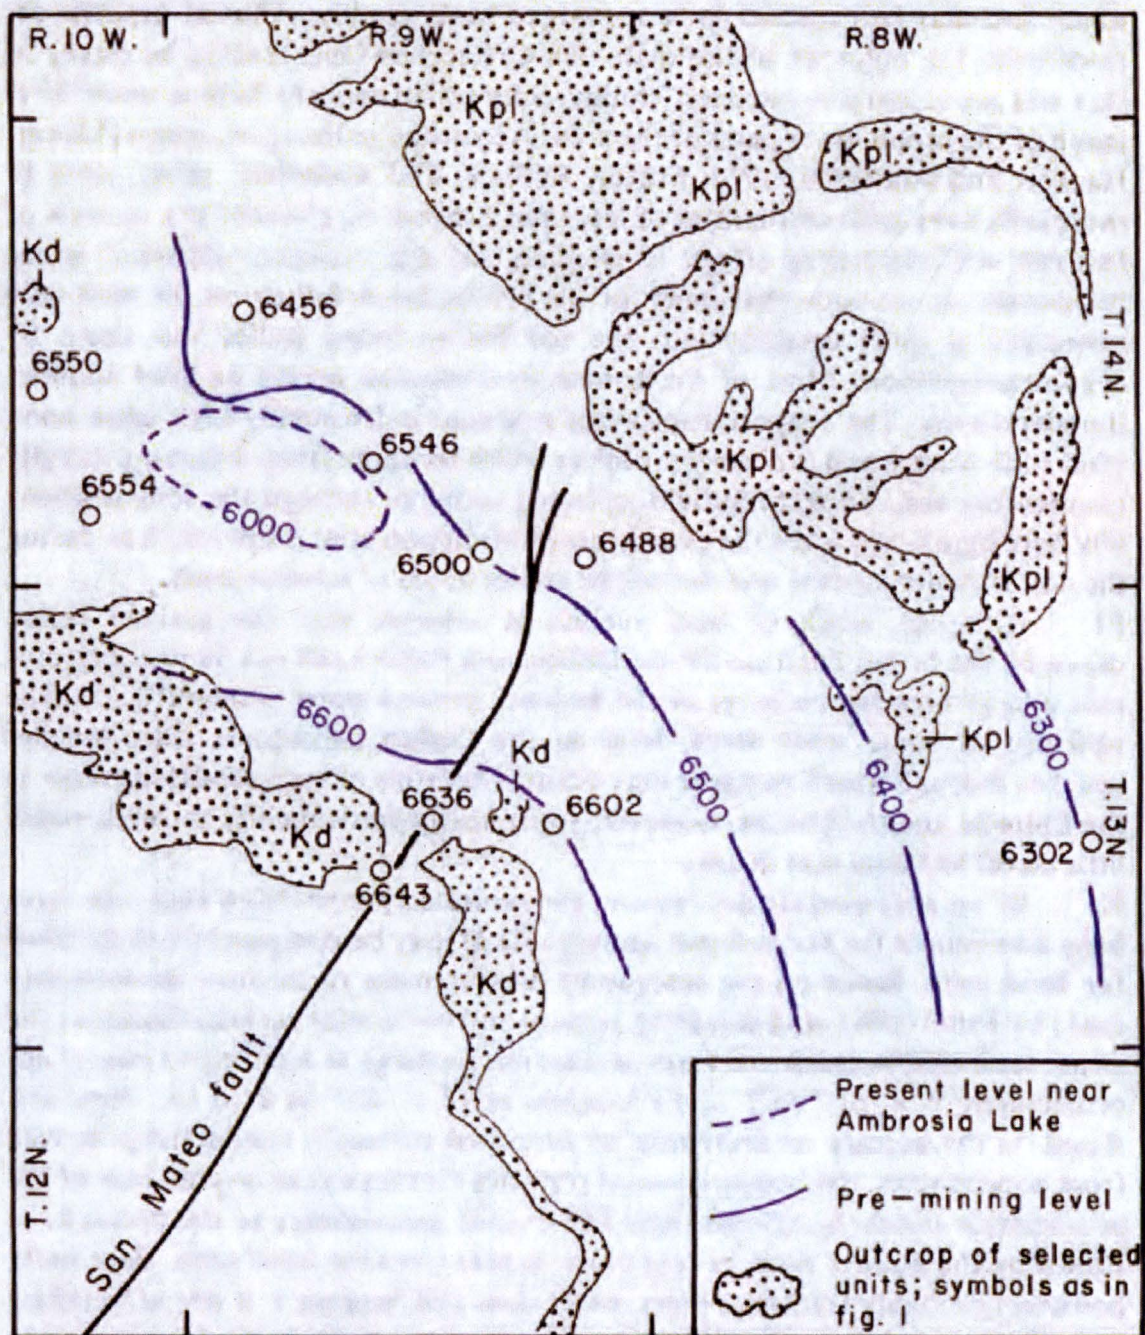 R. 10 W
R. 9 W
R. 8 W
Kpl
Kpl
Kpl
Kd
6456
T 14 N
6550
6546
6554
6000
Kpl
6500
6488
Kpl
Kd
6600
6300
Kd
Kpl
6500
6400
6636
6602
T. 13 N
Kd
6302
6643
Kd
San Mateo fault
T 12 N
Present level near
Ambrosia Lake
Pre-mining level
Outcrop of selected
units; symbols as in
fig. 1